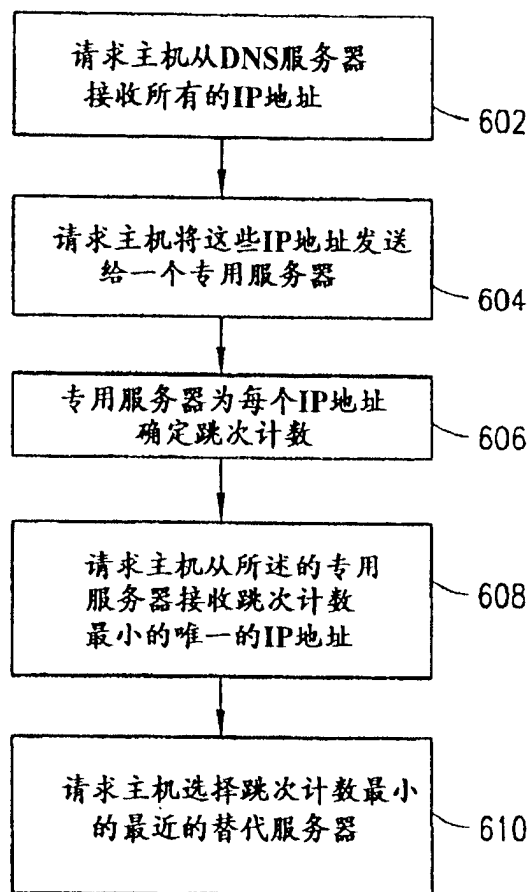 请求主机从DNS服务器
接收所有的IP地址
602
请求主机将这些IP地址发送
给一个专用服务器
604
专用服务器为每个IP地址
确定跳次计数
606
请求主机从所述的专用
服务器接收跳次计数
最小的唯一的IP地址
608
请求主机选择跳次计数最小
的最近的替代服务器
610